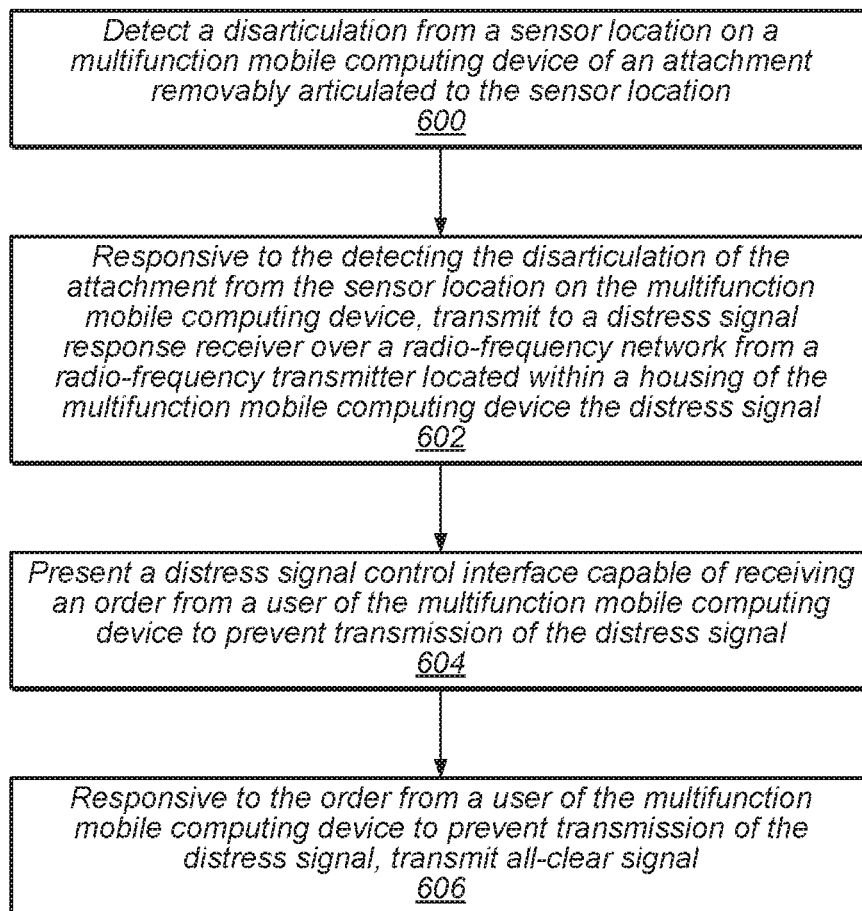 Detect a disarticulation from a sensor location on a
multifunction mobile computing device of an attachment
removably articulated to the sensor location
600
Responsive to the detecting the disarticulation of the
attachment from the sensor location on the multifunction
mobile computing device, transmit to a distress signal
response receiver over a radio-frequency network from a
radio-frequency transmitter located within a housing of the
multifunction mobile computing device the distress signal
602
Present a distress signal control interface capable of receiving
an order from a user of the multifunction mobile computing
device to prevent transmission of the distress signal
604
Responsive to the order from a user of the multifunction
mobile computing device to prevent transmission of the
distress signal, transmit all-clear signal
606